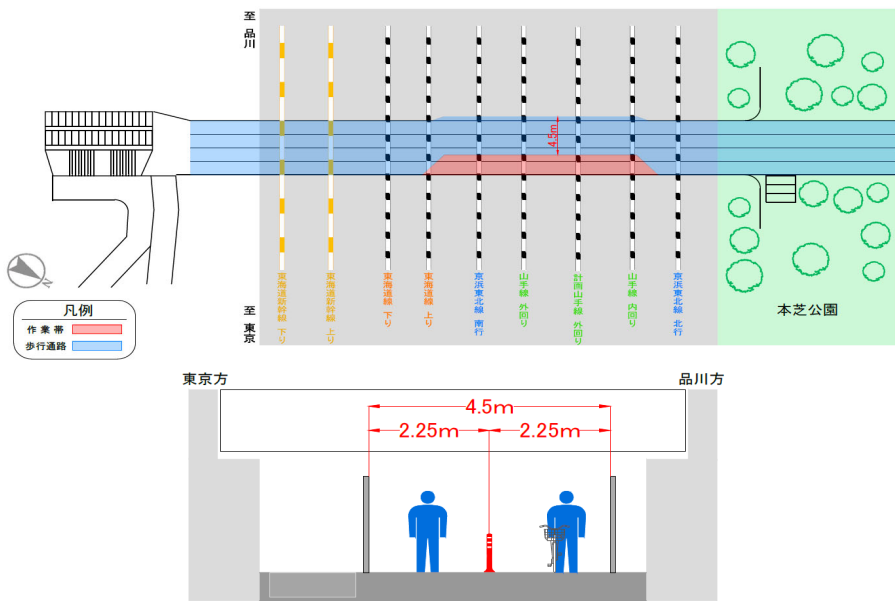 至 品川
4.5m
東海道新幹線 下り
東海道新幹線 上り
東海道線 下り
東海道線 上り
京浜東北線 南行
山手線 外回り
計画山手線 外回り
山手線 内回り
京浜東北線 北行
至 東京
本芝公園
N
凡例
作業帯
歩行通路
東京方
品川方
4.5m
2.25m
2.25m